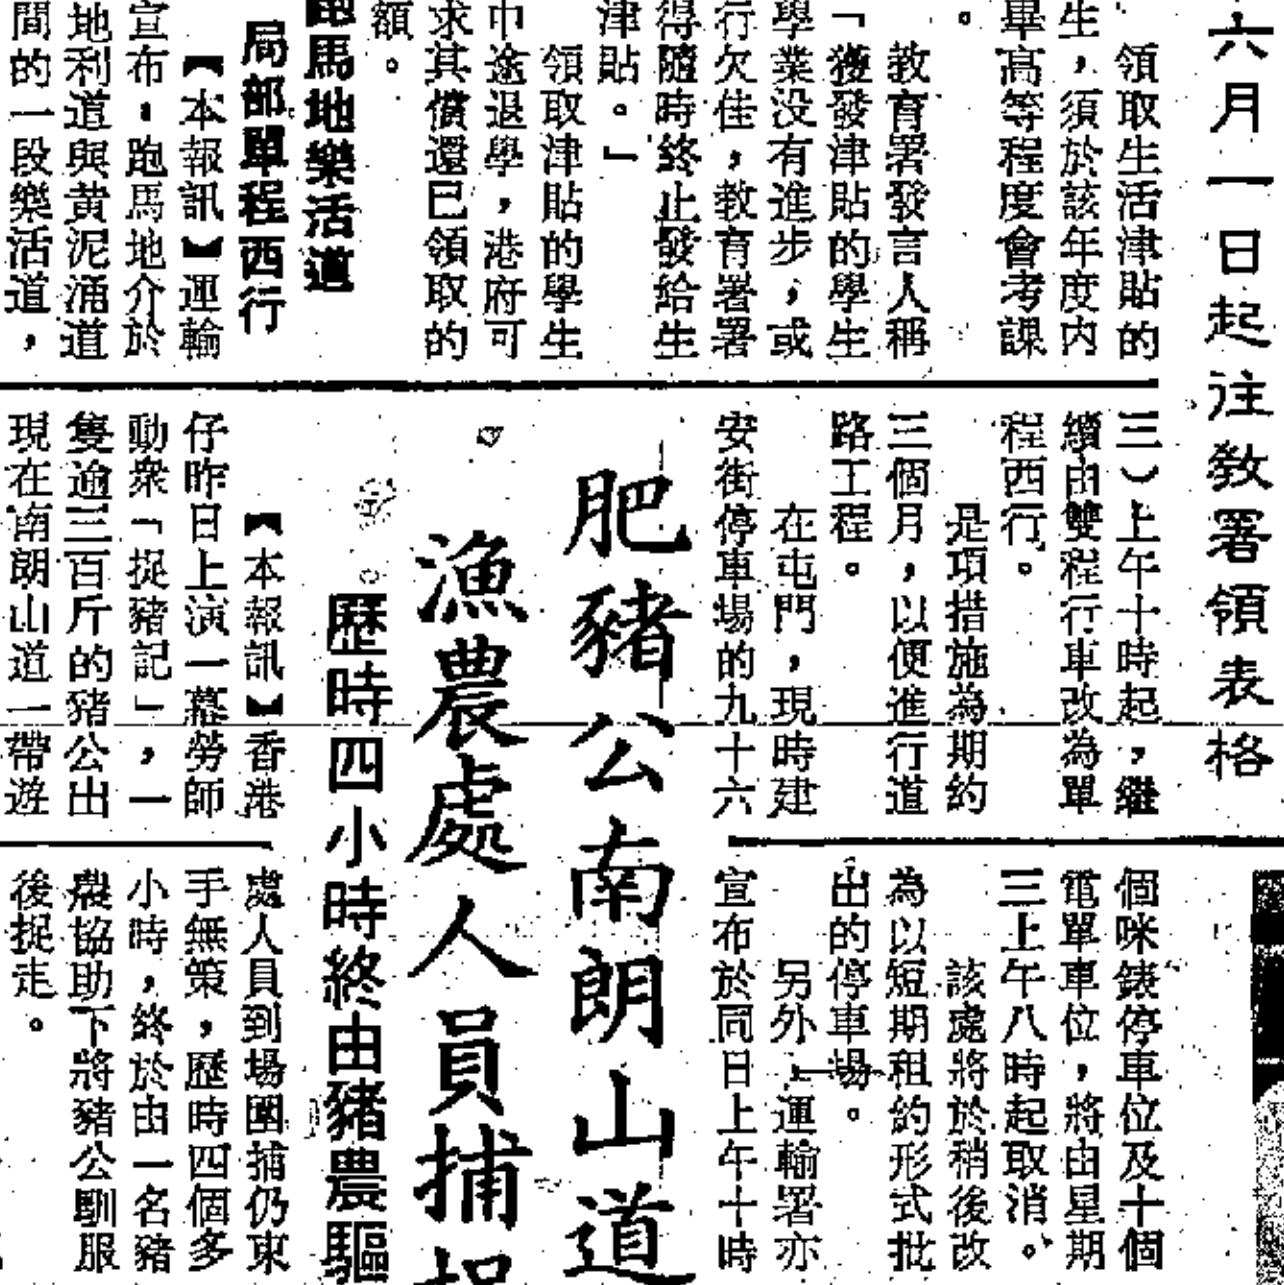 六月一日起注教署領表格
領取生活津貼的
生，須於該年度内
畢高等程度會考課
。
教育署發言人稱
「獲發津貼的學生
學業没有進步，或
行欠佳，教育署署
得隨時終止發給生
津貼。」
領取津貼的學生
中途退學，港府可
求其償還已領取的
額。
跑馬地樂活道
局部單程西行
【本報訊】運輸
宣布，跑馬地介於
地利道與黄泥涌道
間的一段樂活道，
三）上午十時起，繼
續由雙程行車改為單
程西行。
是項措施為期約
三個月，以便進行道
路工程。
在屯門，現時建
安街停車場的九十六
個咪錶停車位及十個
電單車位，將由星期
三上午八時起取消。
該處將於稍後改
為以短期租約形式批
出的停車場。
另外，運輸署亦
宣布於同日上午十時
肥豬公南朗山道
漁農處人員捕捉
歷時四小時終由豬農驅
【本報訊】香港
仔昨日上演一幕勞師
動衆「捉豬記」，一
隻逾三百斤的豬公出
現在南朗山道一帶遊
處人員到場圍捕仍束
手無策，歷時四個多
小時，終於由一名豬
農協助下將豬公馴服
後捉走。